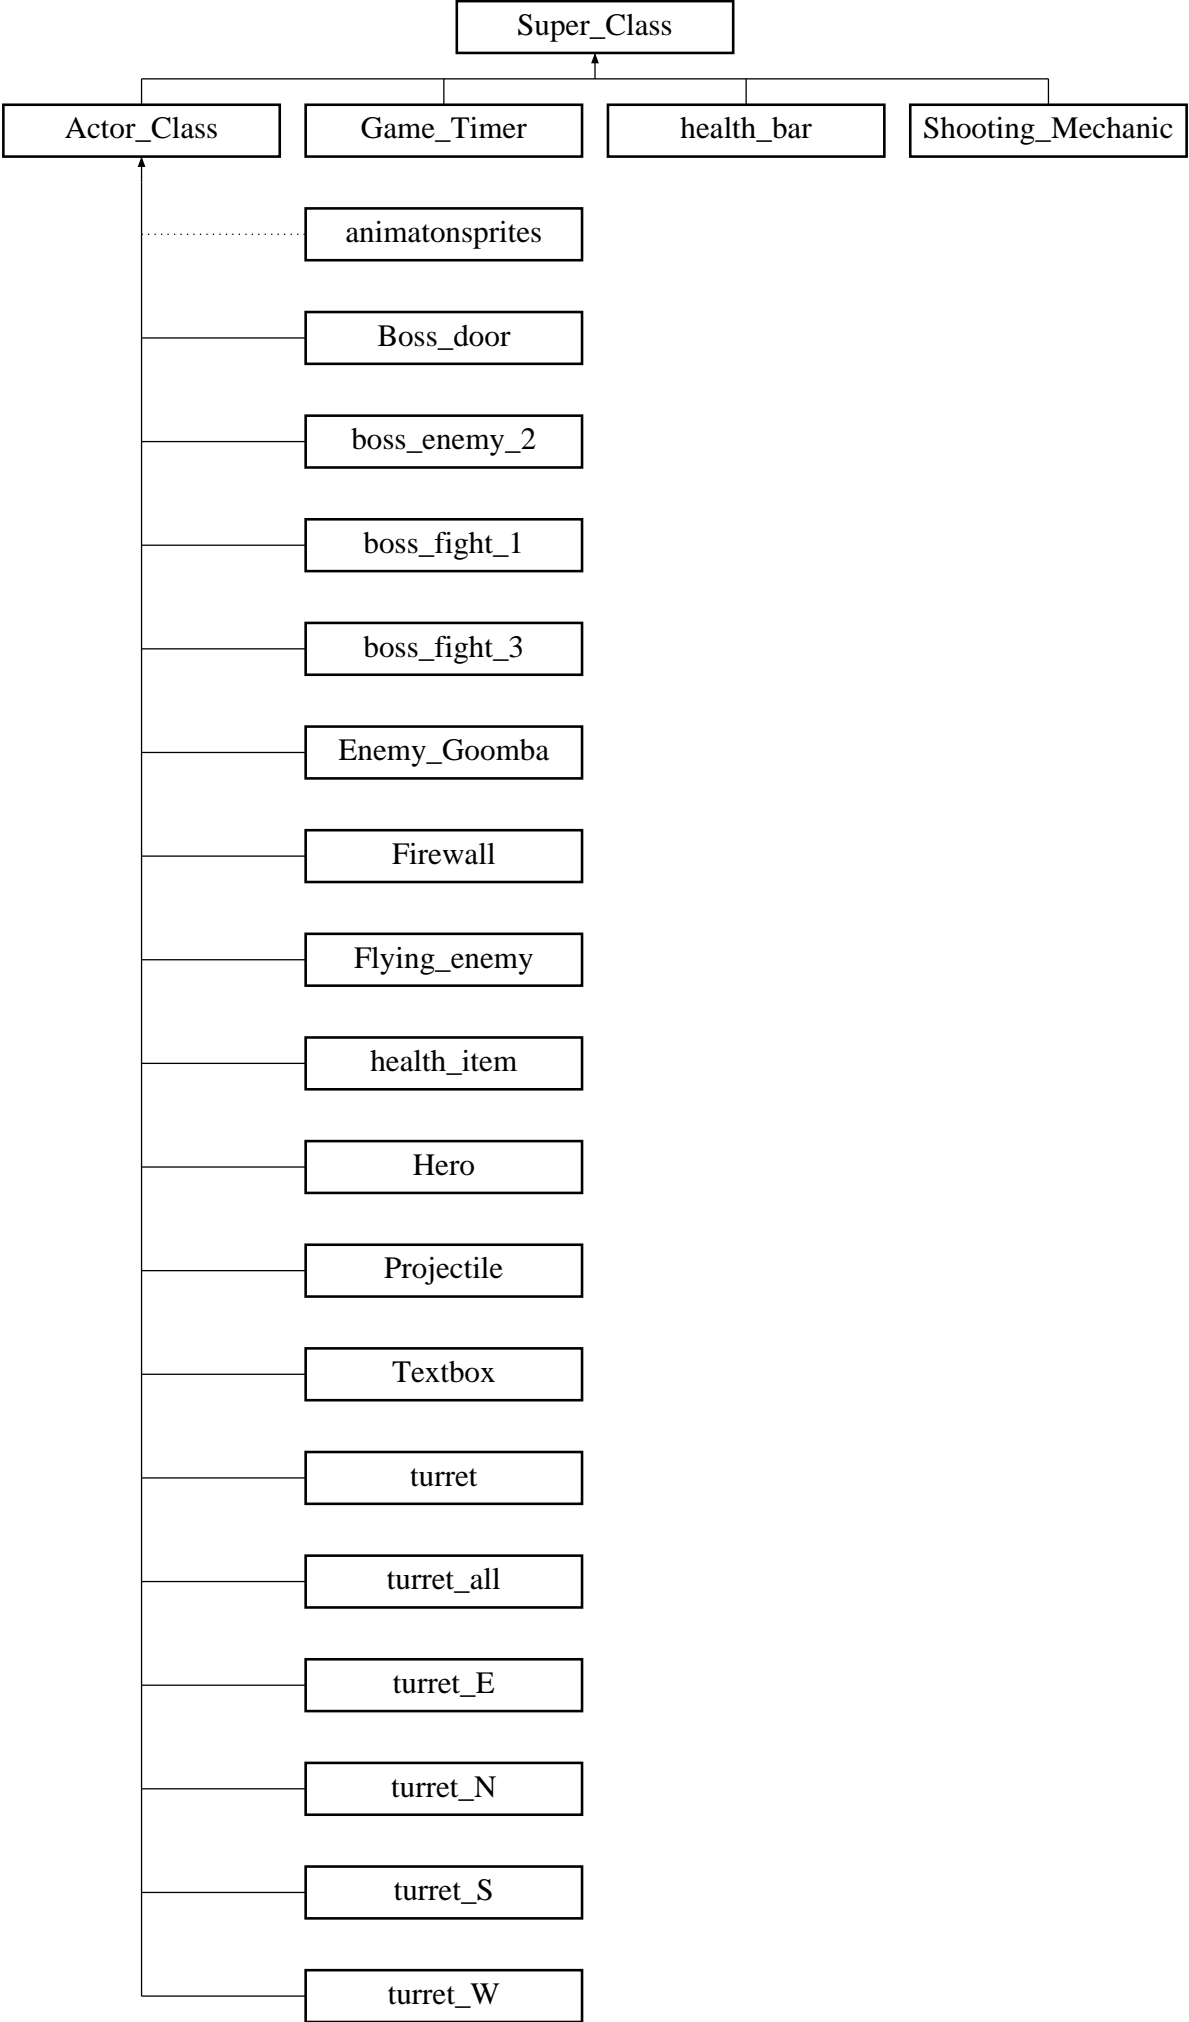 Super_Class
Actor_Class
Game_Timer
health_bar
Shooting_Mechanic
animatonsprites
Boss_door
boss_enemy_2
boss_fight_1
boss_fight_3
Enemy_Goomba
Firewall
Flying_enemy
health_item
Hero
Projectile
Textbox
turret
turret_all
turret_E
turret_N
turret_S
turret_W